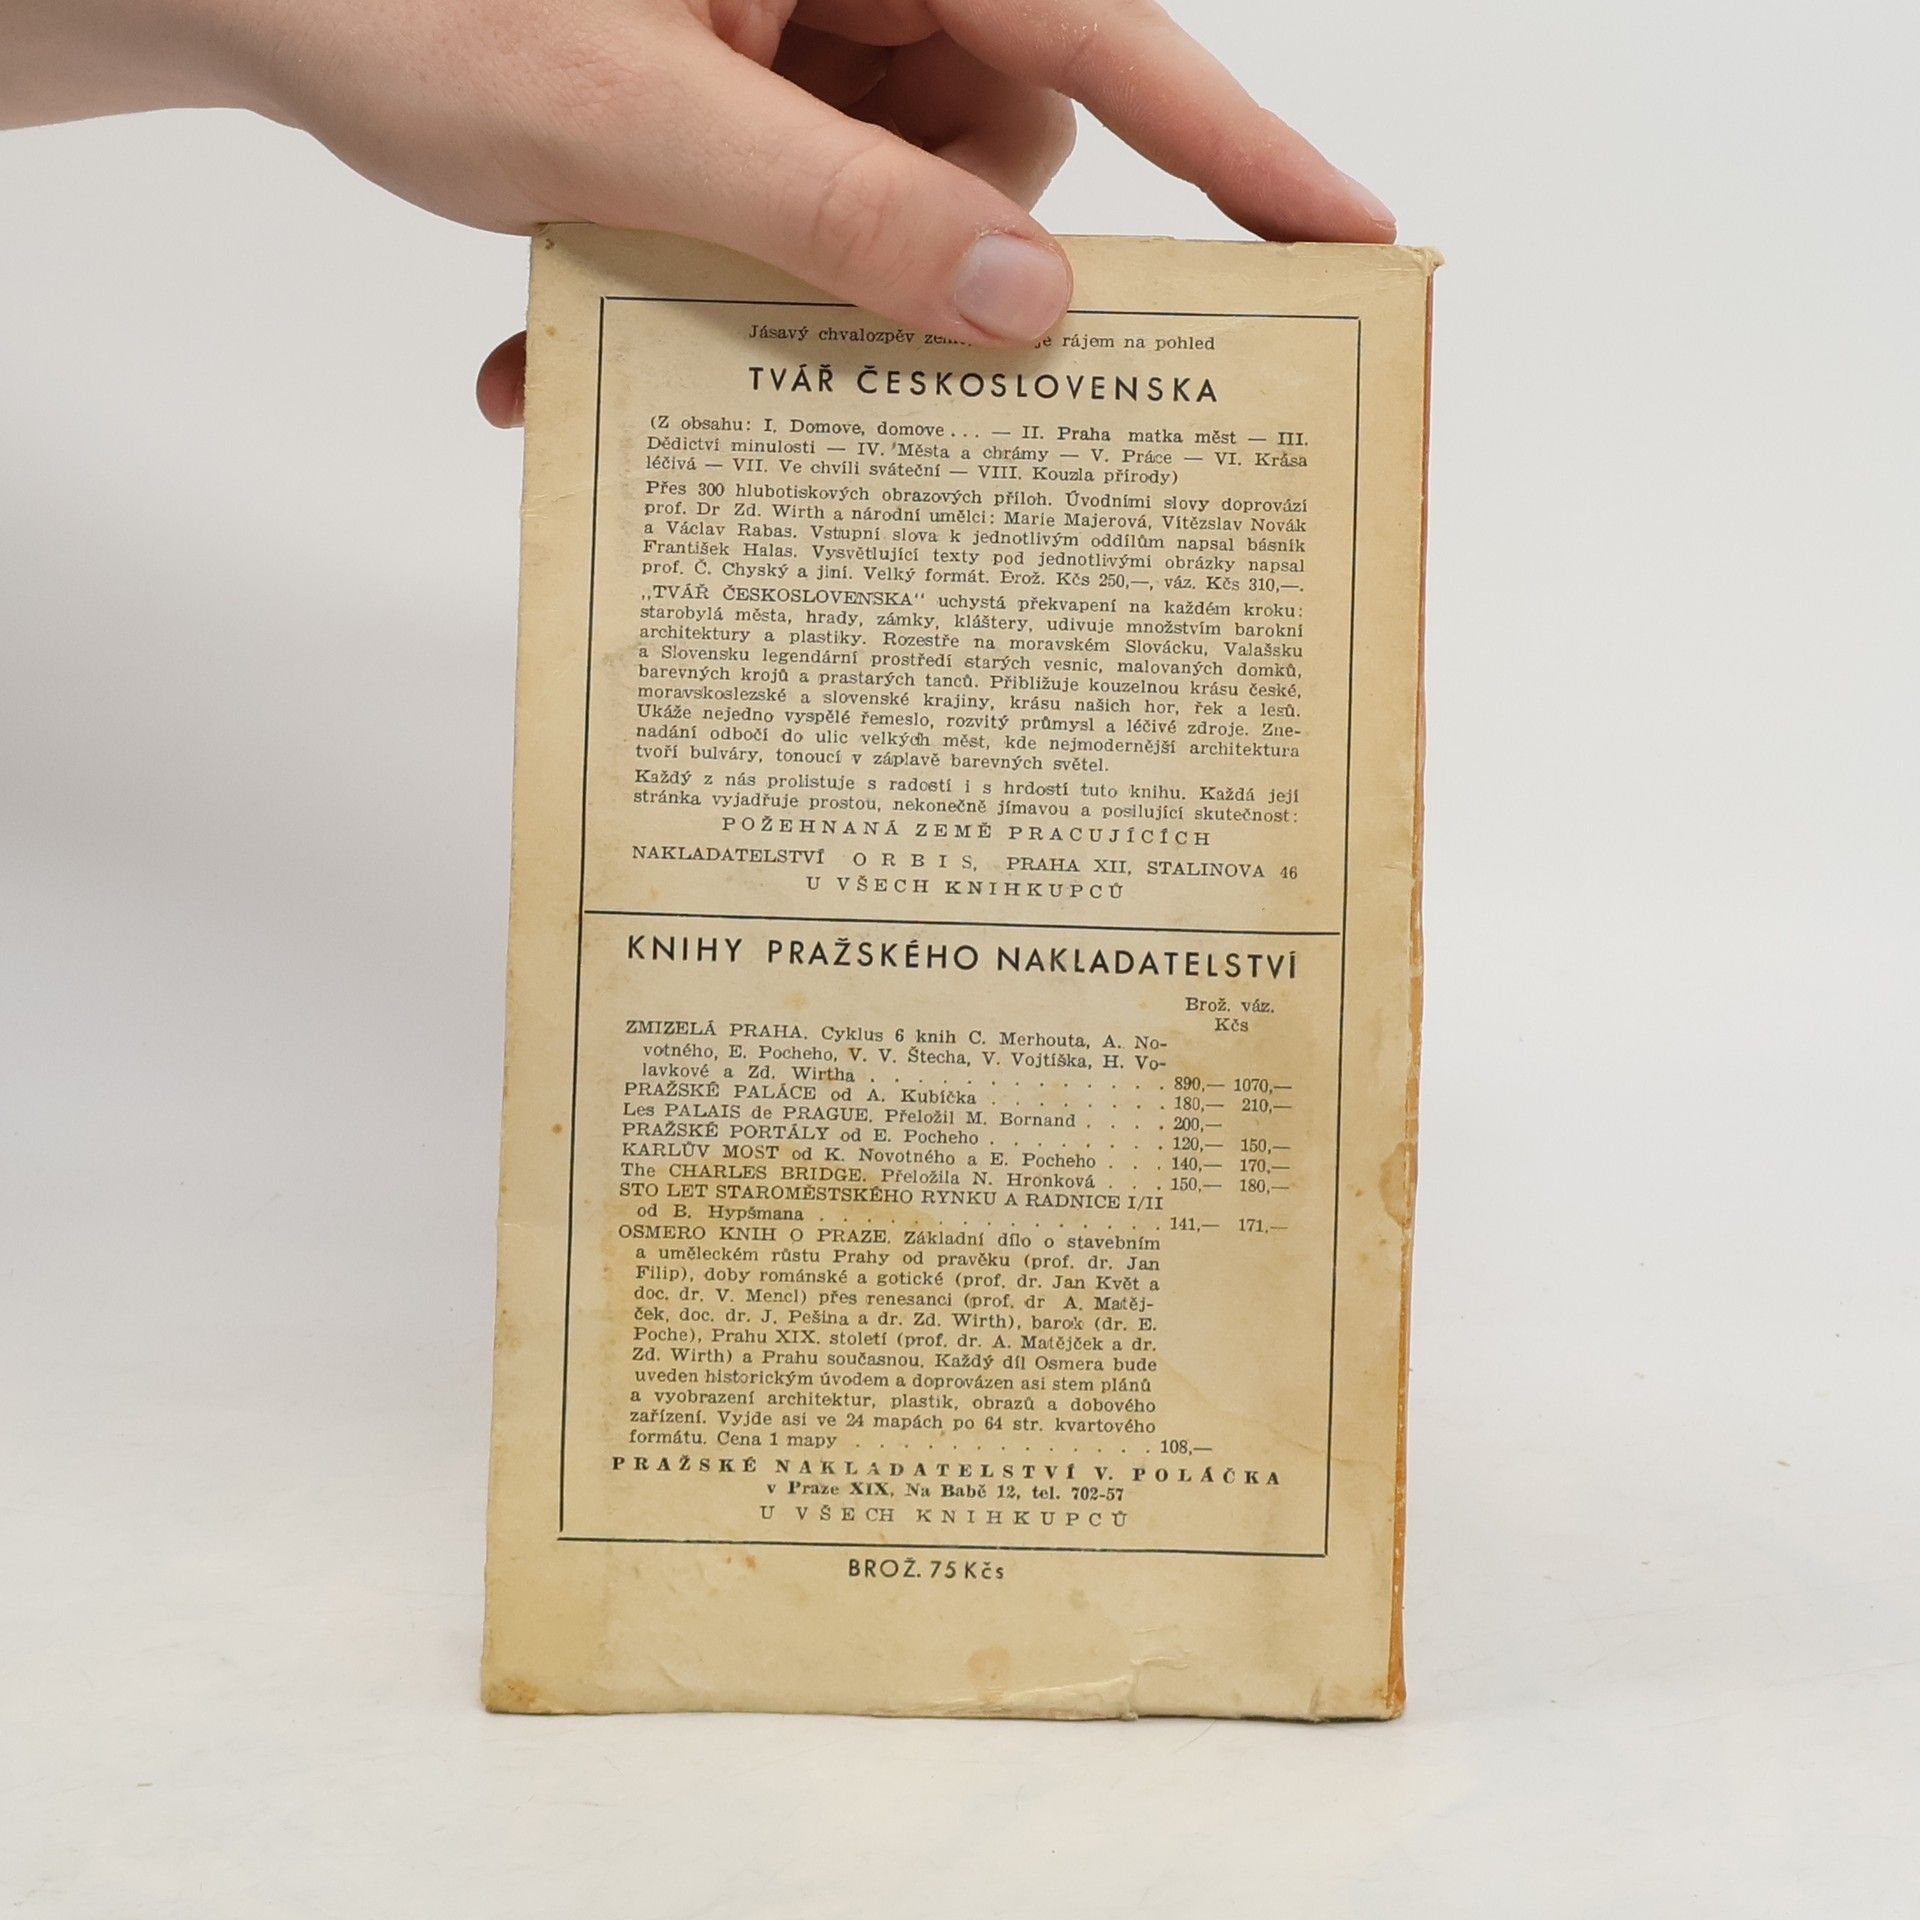 Jásavý chvalozpěv je rájem na pohled
TVÁŘ ČESKOSLOVENSKA
(Z obsahu: I. Domove, domove... — II. Praha matka měst — III.
Dědictví minulosti — IV. Města a chrámy — V. Práce — VI. Krása
léčivá — VII. Ve chvíli sváteční — VIII. Kouzla přírody)
Přes 300 hlubotiskových obrazových příloh. Úvodními slovy doprovází
prof. Dr Zd. Wirth a národní umělci: Marie Majerová, Vítězslav Novák
a Václav Rabas. Vstupní slova k jednotlivým oddílům napsal básník
František Halas. Vysvětlující texty pod jednotlivými obrázky napsal
prof. Č. Chyský a jiní. Velký formát. Brož. Kčs 250,—, váz. Kčs 310,—.
„TVÁŘ ČESKOSLOVENSKA“ uchystá překvapení na každém kroku:
starobylá města, hrady, zámky, kláštery, udivuje množstvím barokní
architektury a plastiky. Rozestře na moravském Slovácku, Valašsku
a Slovensku legendární prostředí starých vesnic, malovaných domků,
barevných krojů a prastarých tanců. Přibližuje kouzelnou krásu české,
moravskoslezské a slovenské krajiny, krásu našich hor, řek a lesů.
Ukáže nejedno vyspělé řemeslo, rozvitý průmysl a léčivé zdroje. Zne-
nadání odbočí do ulic velkých měst, kde nejmodernější architektura
tvoří bulváry, tonoucí v záplavě barevných světel.
Každý z nás prolistuje s radostí i s hrdostí tuto knihu. Každá její
stránka vyjadřuje prostou, nekonečně jímavou a posilující skutečnost:
POŽEHNANÁ ZEMĚ PRACUJÍCÍCH
NAKLADATELSTVÍ ORBIS, PRAHA XII, STALINOVA 46
U VŠECH KNIHKUPCŮ
KNIHY PRAŽSKÉHO NAKLADATELSTVÍ
Brož. váz.
Kčs
ZMIZELÁ PRAHA. Cyklus 6 knih C. Merhouta, A. No-
votného, E. Pocheho, V. V. Štecha, V. Vojtíška, H. Vo-
lavkové a Zd. Wirtha . . . . . . . . . . . . . . 890,— 1070,—
PRAŽSKÉ PALÁCE od A. Kubíčka . . . . . . . . . 180,— 210,—
Les PALAIS de PRAGUE. Přeložil M. Bornand . . . . 200,—
PRAŽSKÉ PORTÁLY od E. Pocheho . . . . . . . . . 120,— 150,—
KARLŮV MOST od K. Novotného a E. Pocheho . . . 140,— 170,—
The CHARLES BRIDGE. Přeložila N. Hronková . . . 150,— 180,—
STO LET STAROMĚSTSKÉHO RYNKU A RADNICE I/II
od B. Hypšmana . . . . . . . . . . . . . . . . 141,— 171,—
OSMERO KNIH O PRAZE. Základní dílo o stavebním
a uměleckém růstu Prahy od pravěku (prof. dr. Jan
Filip), doby románské a gotické (prof. dr. Jan Květ a
doc. dr. V. Mencl) přes renesanci (prof. dr A. Matěj-
ček, doc. dr. J. Pešina a dr. Zd. Wirth), barok (dr. E.
Poche), Prahu XIX. století (prof. dr. A. Matějček a dr.
Zd. Wirth) a Prahu současnou. Každý díl Osmera bude
uveden historickým úvodem a doprovázen asi stem plánů
a vyobrazení architektur, plastik, obrazů a dobového
zařízení. Vyjde asi ve 24 mapách po 64 str. kvartového
formátu. Cena 1 mapy . . . . . . . . . . . . . . 108,—
PRAŽSKÉ NAKLADATELSTVÍ V. POLÁČKA
v Praze XIX, Na Babě 12, tel. 702-57
U VŠECH KNIHKUPCŮ
BROŽ. 75 Kčs